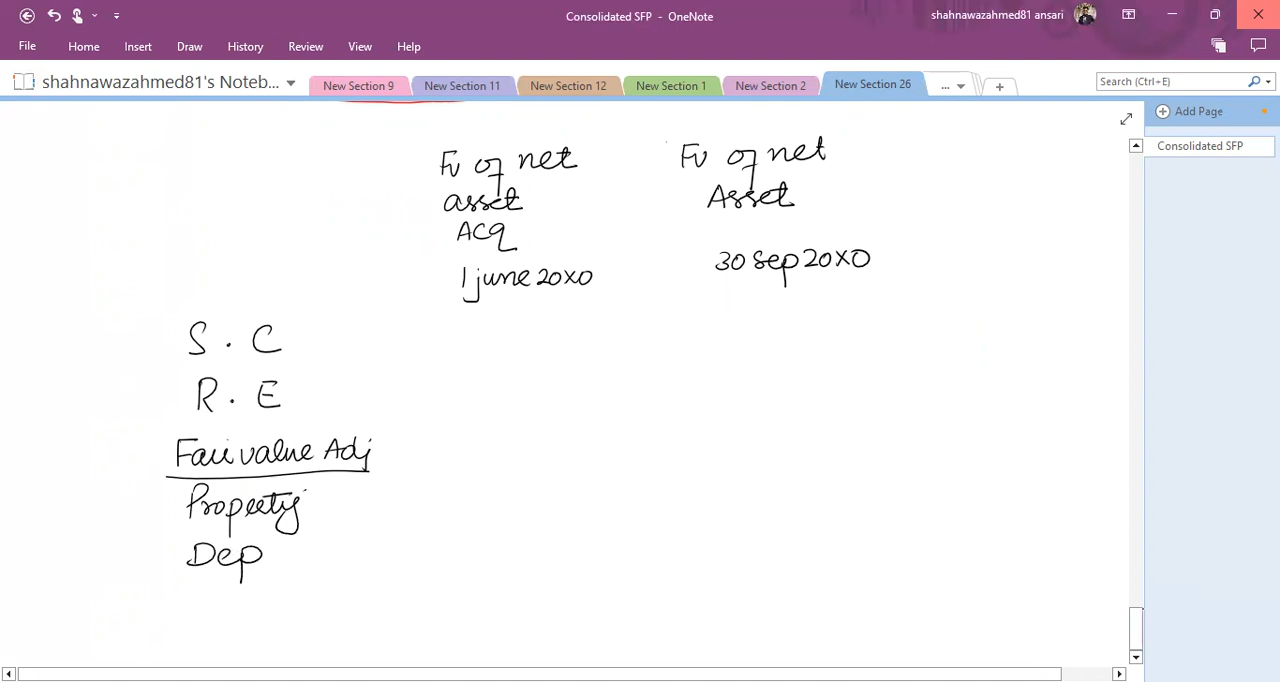 Consolidated SFP - OneNote
shahnawazahmed81 ansari
File Home Insert Draw History Review View Help
shahnawazahmed81's Noteb... New Section 9 New Section 11 New Section 12 New Section 1 New Section 2 New Section 26 ... Search (Ctrl+E)
Add Page
Consolidated SFP
Fv of net
asset
ACQ
1 june 20X0
Fv of net
Asset
30 Sep 20X0
S. C
R. E
Fair value Adj
Property
Dep